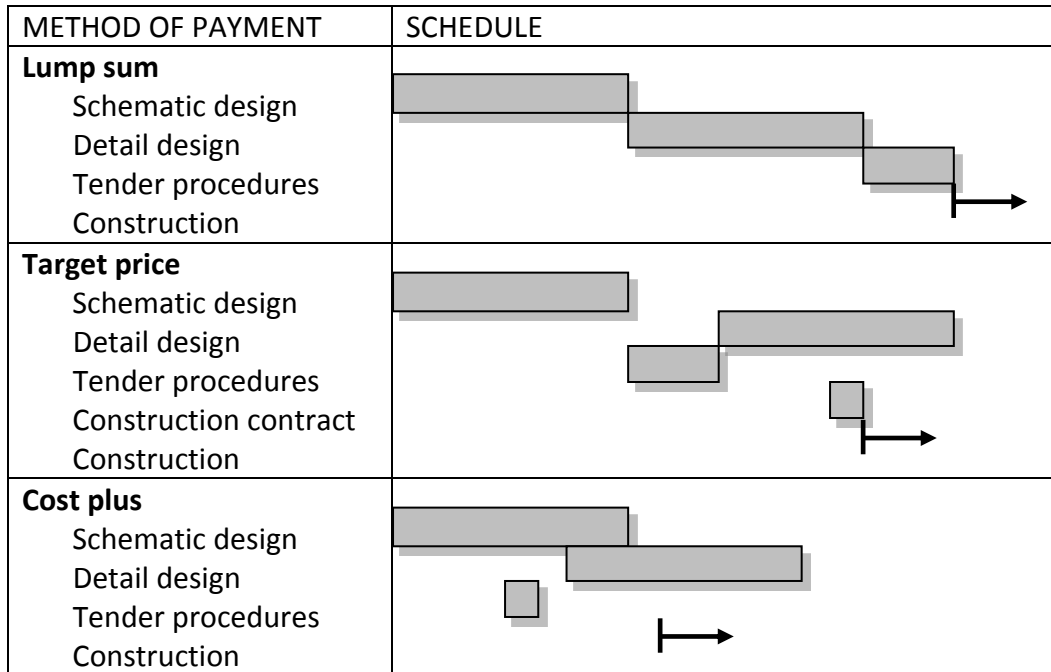 METHOD OF PAYMENT SCHEDULE
Lump sum
Schematic design
Detail design
Tender procedures
Construction
Target price
Schematic design
Detail design
Tender procedures
Construction contract
Construction
Cost plus
Schematic design
Detail design
Tender procedures
Construction